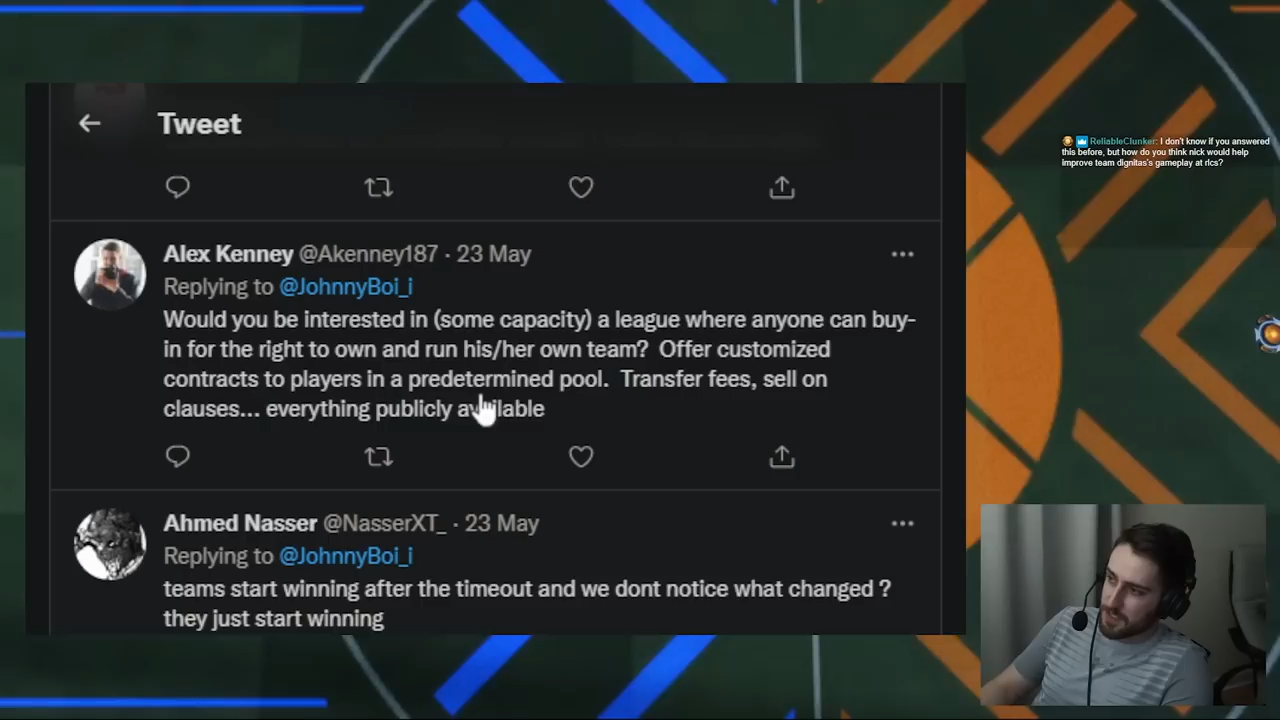 Tweet
Alex Kenney @Akenney187 · 23 May
Replying to @JohnnyBoi_i
Would you be interested in (some capacity) a league where anyone can buy-
in for the right to own and run his/her own team?  Offer customized
contracts to players in a predetermined pool.  Transfer fees, sell on
clauses... everything publicly available
Ahmed Nasser @NasserXT_ · 23 May
Replying to @JohnnyBoi_i
teams start winning after the timeout and we dont notice what changed ?
they just start winning
ReliableClunker: I don't know if you answered
this before, but how do you think nick would help
improve team dignitas's gameplay at rlcs?